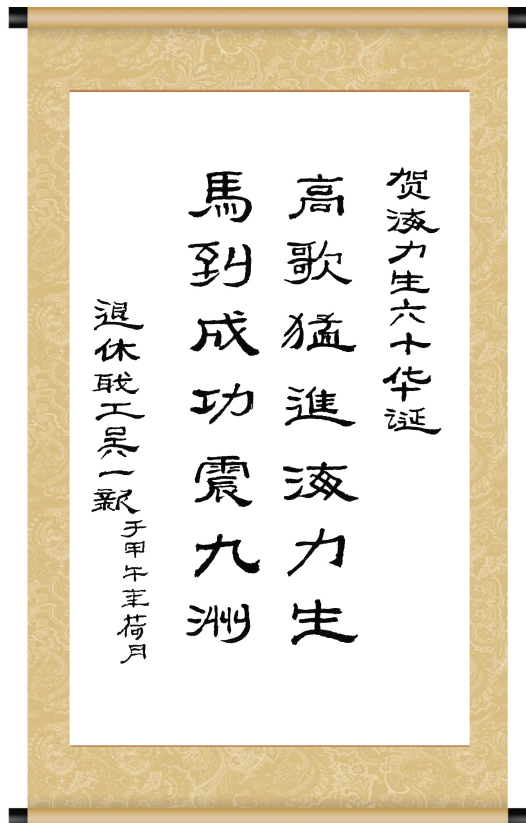 贺海力生六十华诞
高歌猛進海力生
馬到成功震九洲
退休职工吴一新
于甲午年荷月